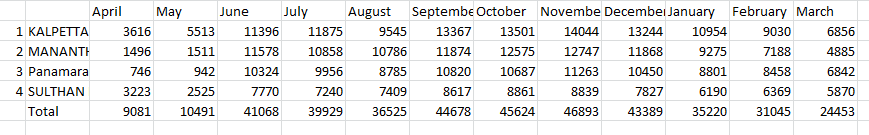 April May June July August Septembe October Novembe December January February March
1 KALPETTA 3616 5513 11396 11875 9545 13367 13501 14044 13244 10954 9030 6856
2 MANANTH 1496 1511 11578 10858 10786 11874 12575 12747 11868 9275 7188 4885
3 Panamara 746 942 10324 9956 8785 10820 10687 11263 10450 8801 8458 6842
4 SULTHAN 3223 2525 7770 7240 7409 8617 8861 8839 7827 6190 6369 5870
Total 9081 10491 41068 39929 36525 44678 45624 46893 43389 35220 31045 24453